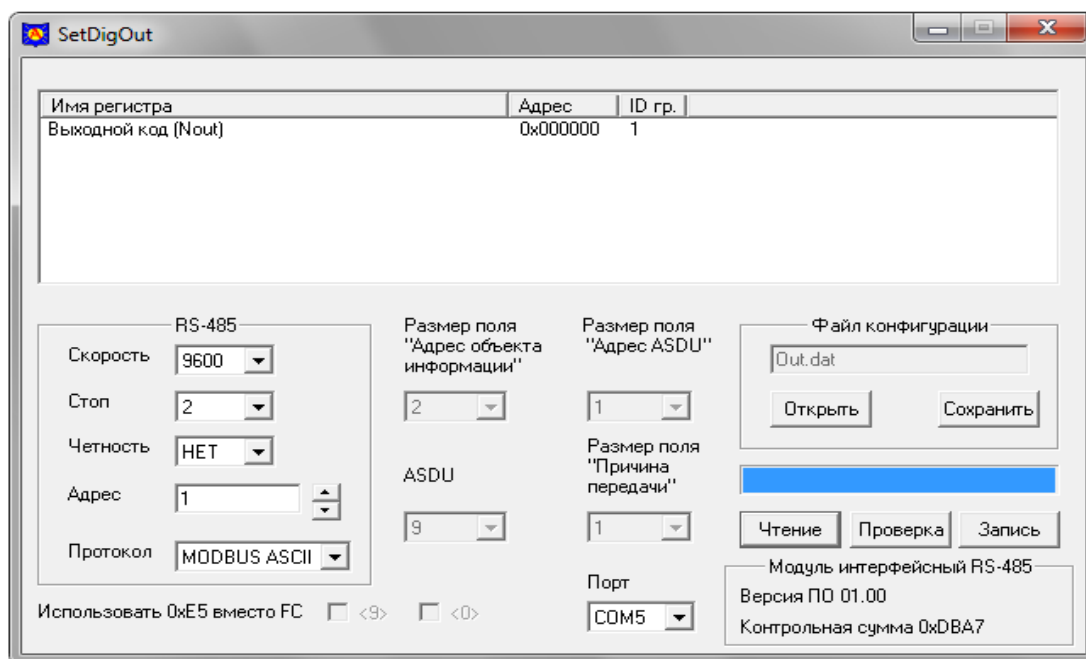 SetDigOut
Имя регистра Адрес ID гр.
Выходной код (Nout) 0x000000 1
RS-485
Скорость 9600
Стоп 2
Четность НЕТ
Адрес 1
Протокол MODBUS ASCII
Использовать 0xE5 вместо FC <9> <0>
Размер поля
"Адрес объекта
информации"
2
ASDU
9
Размер поля
"Адрес ASDU"
1
Размер поля
"Причина
передачи"
1
Порт
COM5
Файл конфигурации
Out.dat
Открыть Сохранить
Чтение Проверка Запись
Модуль интерфейсный RS-485
Версия ПО 01.00
Контрольная сумма 0xDBA7